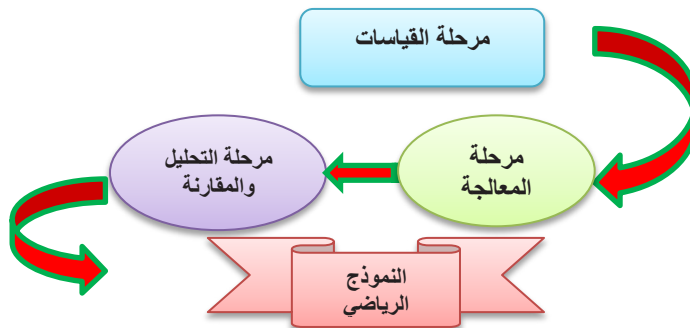 مرحلة القياسات
مرحلة
المعالجة
مرحلة التحليل
والمقارنة
النموذج
الرياضي